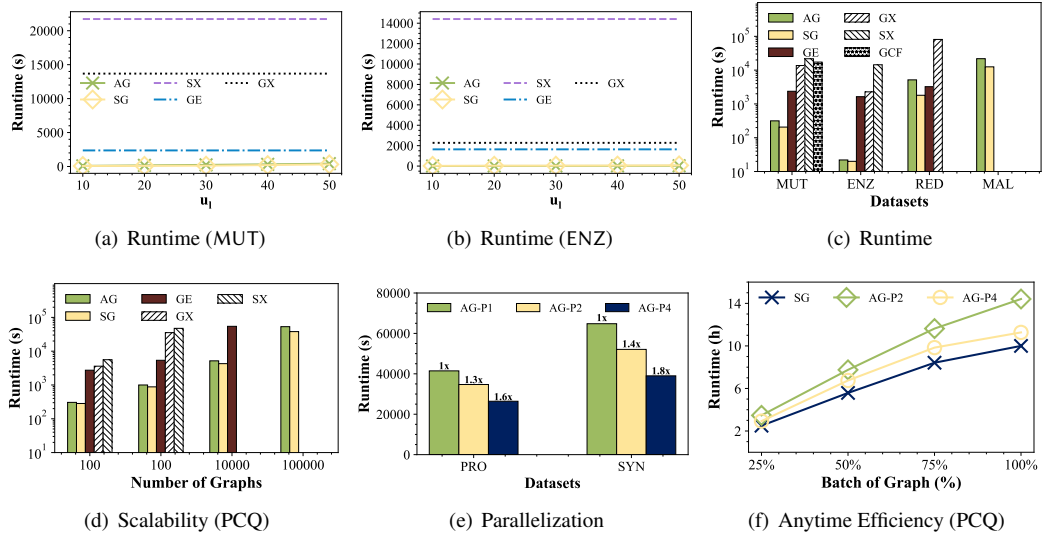 Runtime (s)
20000
15000
10000
5000
0
AG
SX
GX
SG
GE
10
20
30
40
50
u_l
(a) Runtime (MUT)
Runtime (s)
14000
12000
10000
8000
6000
4000
2000
0
AG
SX
GX
SG
GE
10
20
30
40
50
u_l
(b) Runtime (ENZ)
Runtime (s)
10^5
10^4
10^3
10^2
10^1
AG
GX
SG
SX
GE
GCF
MUT
ENZ
RED
MAL
Datasets
(c) Runtime
Runtime (s)
10^5
10^4
10^3
10^2
10^1
AG
GE
SX
SG
GX
100
100
10000
100000
Number of Graphs
(d) Scalability (PCQ)
Runtime (s)
80000
60000
40000
20000
0
AG-P1
AG-P2
AG-P4
1x
1.3x
1.6x
1x
1.4x
1.8x
PRO
SYN
Datasets
(e) Parallelization
Runtime (h)
14
10
6
2
SG
AG-P2
AG-P4
25%
50%
75%
100%
Batch of Graph (%)
(f) Anytime Efficiency (PCQ)